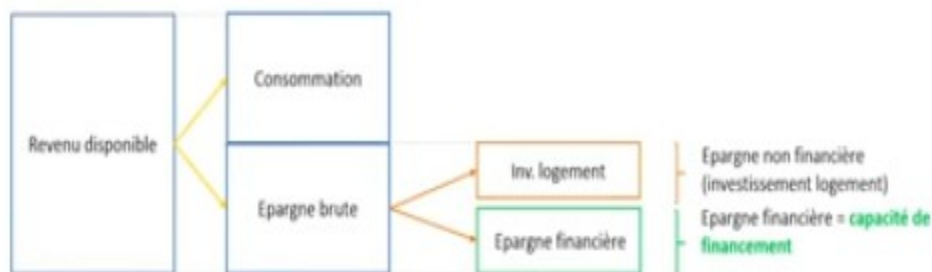 Consommation
Revenu disponible
Epargne brute
Inv. logement
Epargne financière
Epargne non financière
(investissement logement)
Epargne financière = capacité de
financement